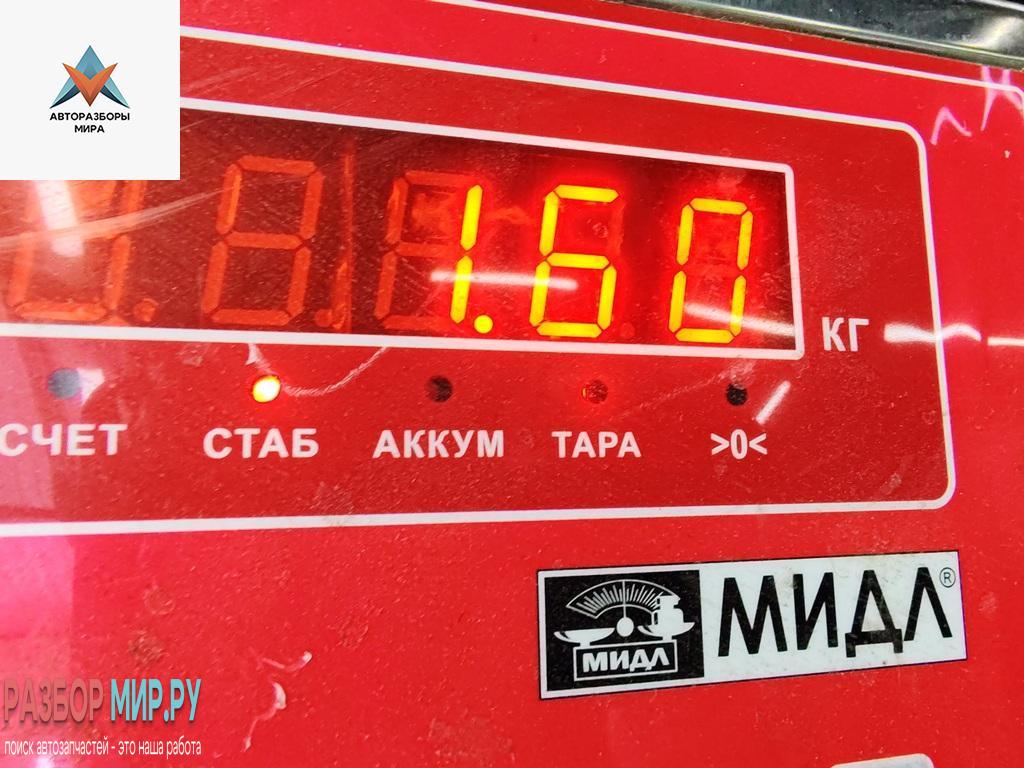 АВТОРАЗБОРЫ
МИРА
1.60
КГ
СЧЕТ СТАБ АККУМ ТАРА >0<
МИДЛ МИДЛ®
РАЗБОР МИР.РУ
поиск автозапчастей - это наша работа